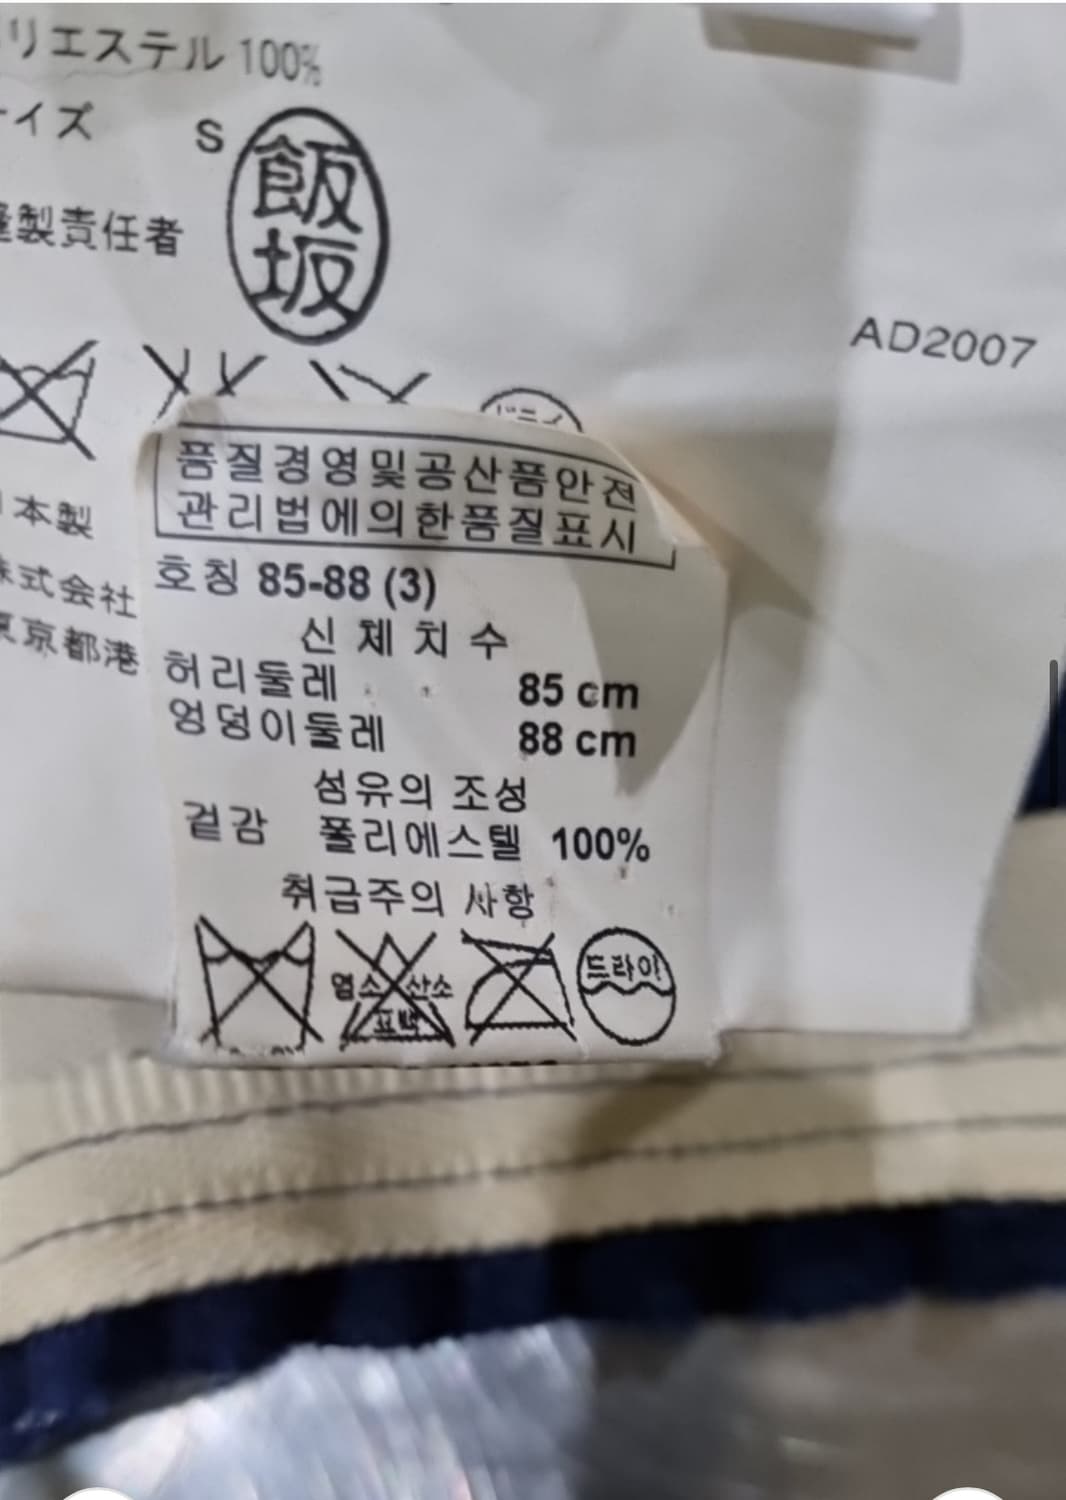 リエステル 100%
イズ S
飯坂
製責任者
AD2007
ドライ
本製
式会社
京都港
품질경영및공산품안전
관리법에의한품질표시
호칭 85-88 (3)
신체치수
허리둘레 85 cm
엉덩이둘레 88 cm
섬유의 조성
겉감 폴리에스텔 100%
취급주의 사항
염소 산소
표백
드라이